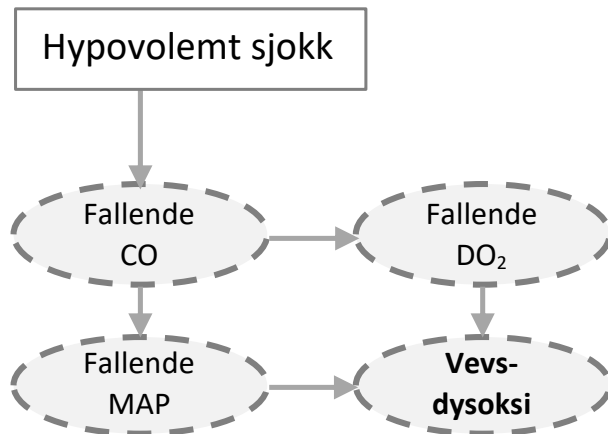 Hypovolemt sjokk
Fallende
CO
Fallende
DO₂
Fallende
MAP
Vevs-
dysoksi